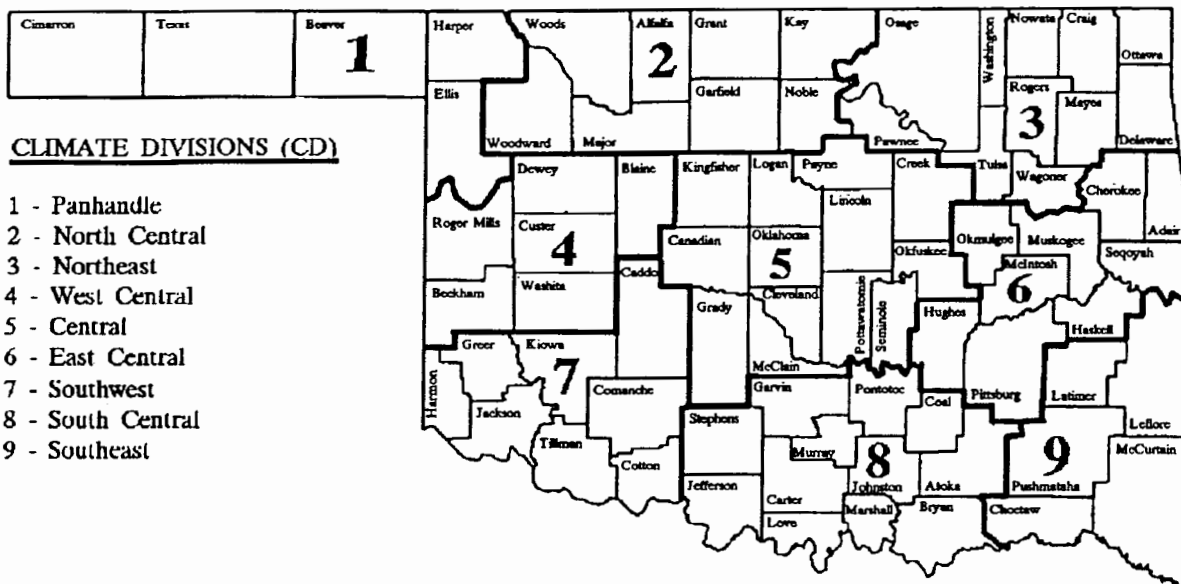 Cimarron
Texas
Beaver
Harper
Woods
Alfalfa
Grant
Kay
Osage
Washington
Nowata
Craig
Ottawa
1
2
Ellis
Garfield
Noble
Rogers
Mayes
3
Woodward
Major
Pawnee
Delaware
CLIMATE DIVISIONS (CD)
1 - Panhandle
2 - North Central
3 - Northeast
4 - West Central
5 - Central
6 - East Central
7 - Southwest
8 - South Central
9 - Southeast
Dewey
Blaine
Kingfisher
Logan
Payne
Creek
Tulsa
Wagoner
Cherokee
Adair
Lincoln
Roger Mills
Custer
4
Canadian
Oklahoma
5
Okfuskee
Okmulgee
Muskogee
Seqoyah
McIntosh
6
Beckham
Washita
Caddo
Grady
Cleveland
Pottawatomie
Seminole
Hughes
Haskell
Greer
Kiowa
7
McClain
Harmon
Jackson
Comanche
Garvin
Pontotoc
Coal
Pittsburg
Latimer
Leflore
Tillman
Cotton
Stephens
Murray
8
Johnston
Atoka
9
Pushmataha
McCurtain
Jefferson
Carter
Love
Marshall
Bryan
Choctaw